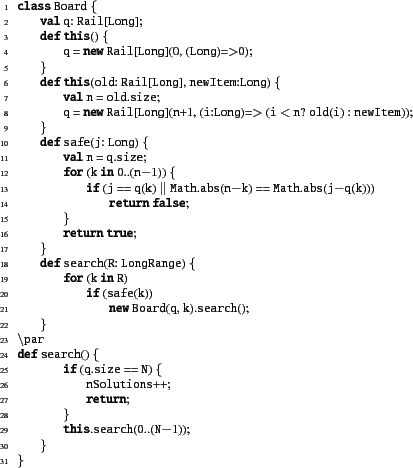 1 class Board {
2 val q: Rail[Long];
3 def this() {
4 q = new Rail[Long](0, (Long)=>0);
5 }
6 def this(old: Rail[Long], newItem:Long) {
7 val n = old.size;
8 q = new Rail[Long](n+1, (i:Long)=> (i < n? old(i) : newItem));
9 }
10 def safe(j: Long) {
11 val n = q.size;
12 for (k in 0..(n−1)) {
13 if (j == q(k) || Math.abs(n−k) == Math.abs(j−q(k)))
14 return false;
15 }
16 return true;
17 }
18 def search(R: LongRange) {
19 for (k in R)
20 if (safe(k))
21 new Board(q, k).search();
22 }
23 \par
24 def search() {
25 if (q.size == N) {
26 nSolutions++;
27 return;
28 }
29 this.search(0..(N−1));
30 }
31 }